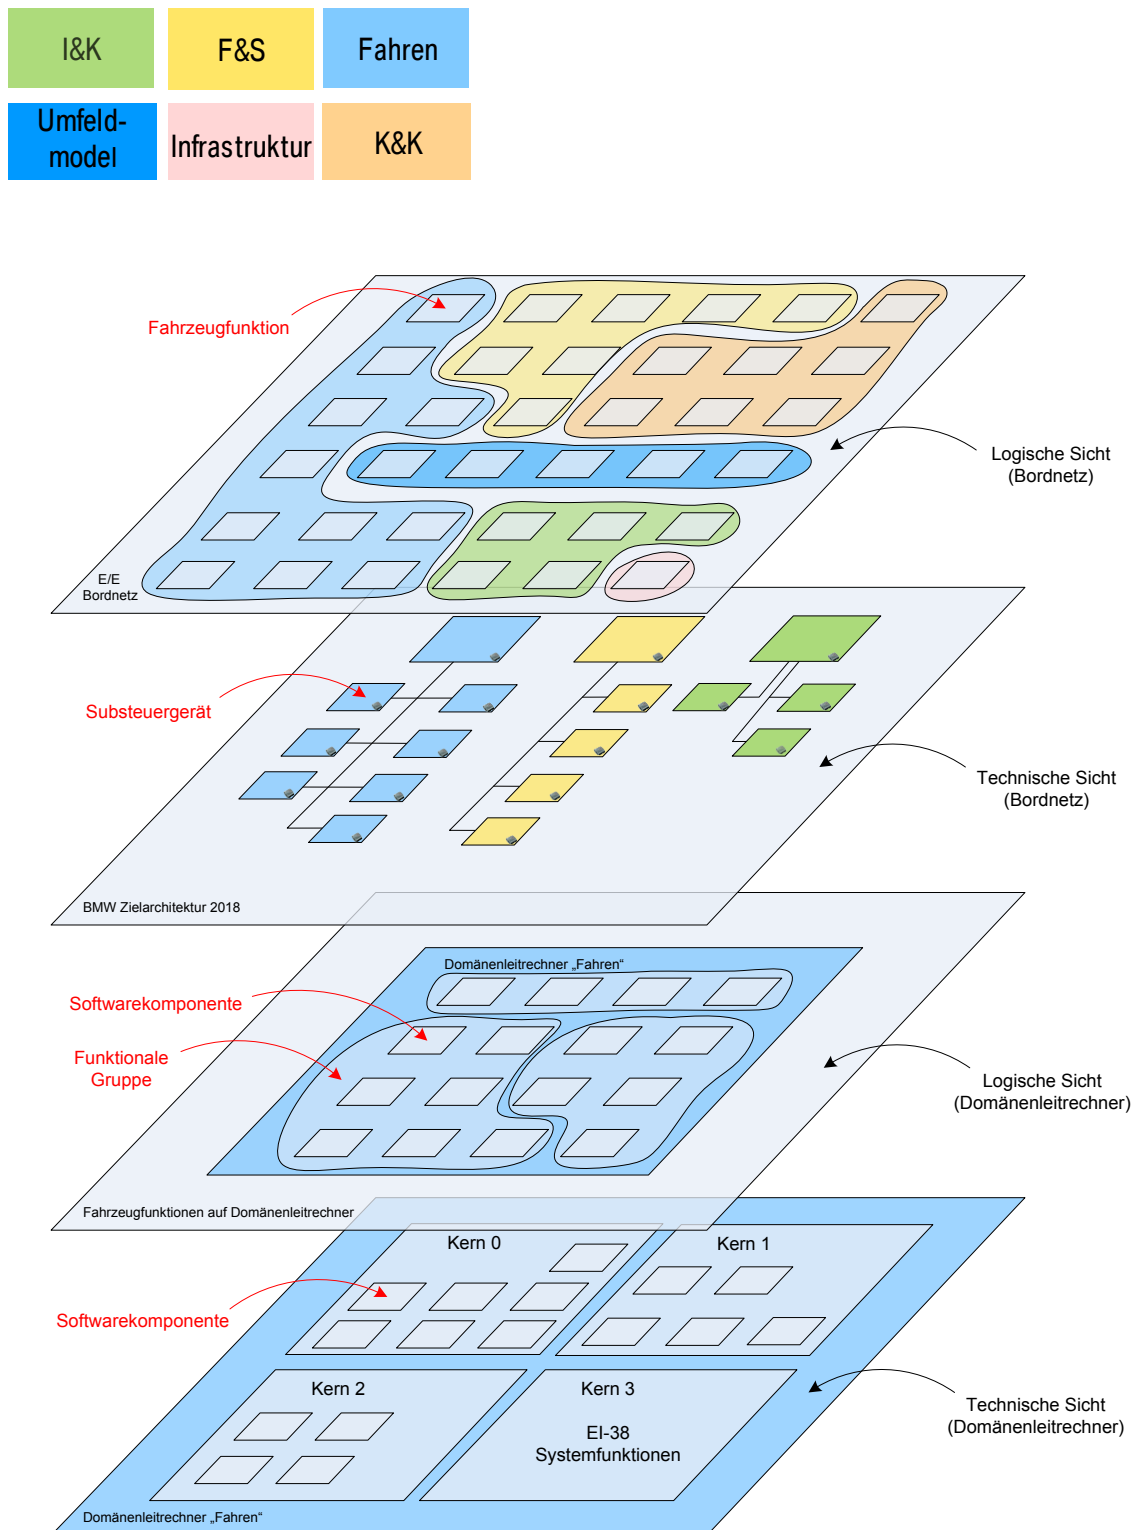 I&K
F&S
Fahren
Umfeld-
model
Infrastruktur
K&K
Fahrzeugfunktion
Logische Sicht
(Bordnetz)
E/E
Bordnetz
Substeuergerät
Technische Sicht
(Bordnetz)
BMW Zielarchitektur 2018
Domänenleitrechner „Fahren“
Softwarekomponente
Funktionale
Gruppe
Logische Sicht
(Domänenleitrechner)
Fahrzeugfunktionen auf Domänenleitrechner
Kern 0
Kern 1
Softwarekomponente
Kern 2
Kern 3
EI-38
Systemfunktionen
Technische Sicht
(Domänenleitrechner)
Domänenleitrechner „Fahren“